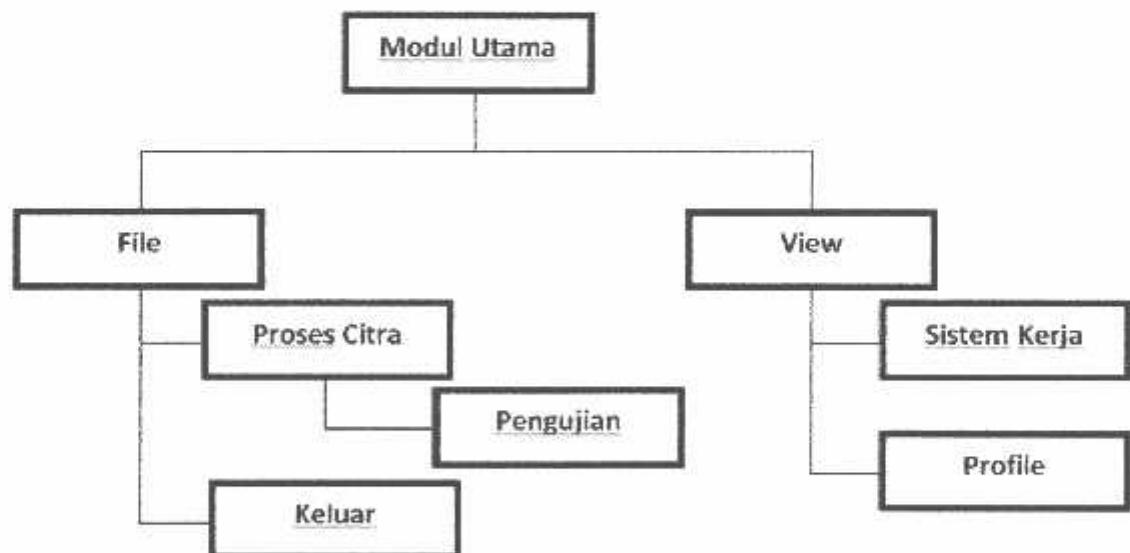 Modul Utama
File
View
Proses Citra
Sistem Kerja
Pengujian
Profile
Keluar